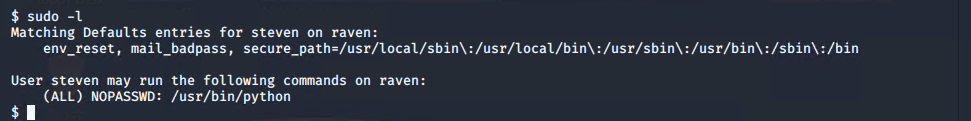 $ sudo -l
Matching Defaults entries for steven on raven:
    env_reset, mail_badpass, secure_path=/usr/local/sbin\:/usr/local/bin\:/usr/sbin\:/usr/bin\:/sbin\:/bin

User steven may run the following commands on raven:
    (ALL) NOPASSWD: /usr/bin/python
$